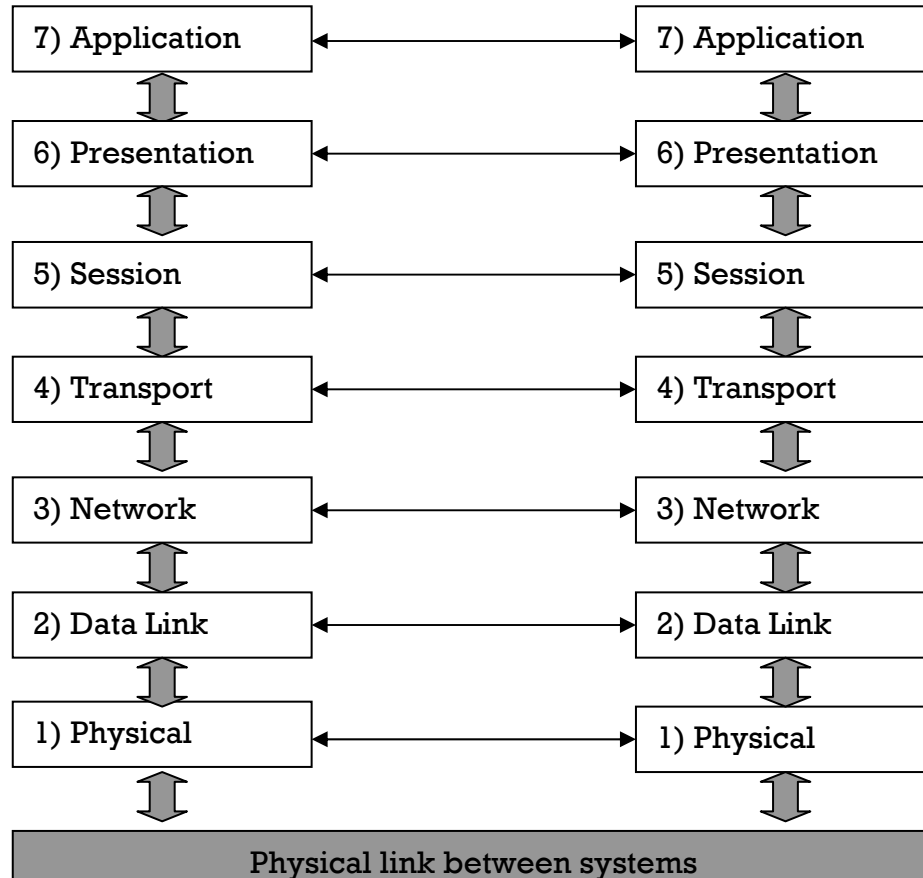 7) Application
7) Application
6) Presentation
6) Presentation
5) Session
5) Session
4) Transport
4) Transport
3) Network
3) Network
2) Data Link
2) Data Link
1) Physical
1) Physical
Physical link between systems